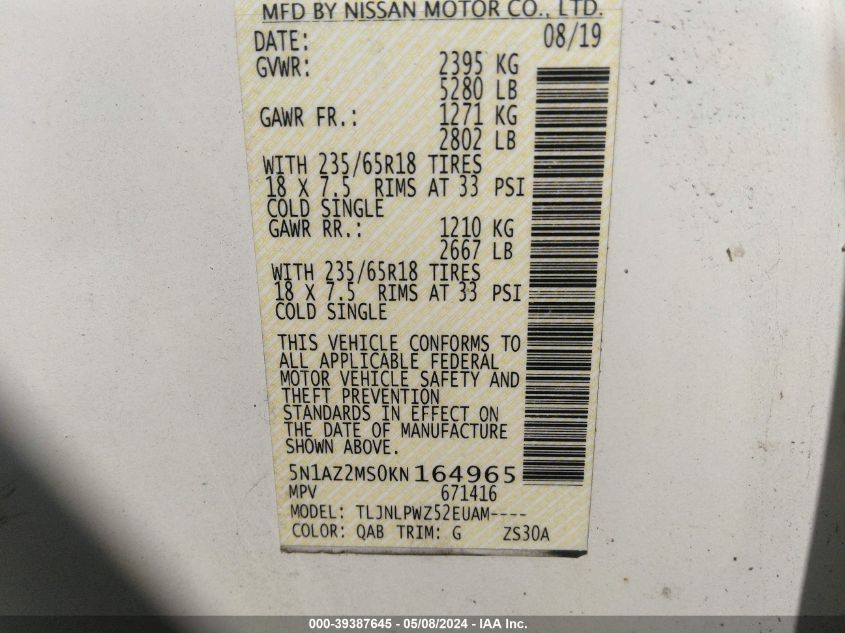 MFD BY NISSAN MOTOR CO., LTD.
DATE: 08/19
GVWR: 2395 KG
5280 LB
GAWR FR.: 1271 KG
2802 LB
WITH 235/65R18 TIRES
18 X 7.5 RIMS AT 33 PSI
COLD SINGLE
GAWR RR.: 1210 KG
2667 LB
WITH 235/65R18 TIRES
18 X 7.5 RIMS AT 33 PSI
COLD SINGLE
THIS VEHICLE CONFORMS TO
ALL APPLICABLE FEDERAL
MOTOR VEHICLE SAFETY AND
THEFT PREVENTION
STANDARDS IN EFFECT ON
THE DATE OF MANUFACTURE
SHOWN ABOVE.
5N1AZ2MS0KN164965
MPV 671416
MODEL: TLJNLPWZ52EUAM----
COLOR: QAB TRIM: G ZS30A
000-39387645 - 05/08/2024 - IAA Inc.